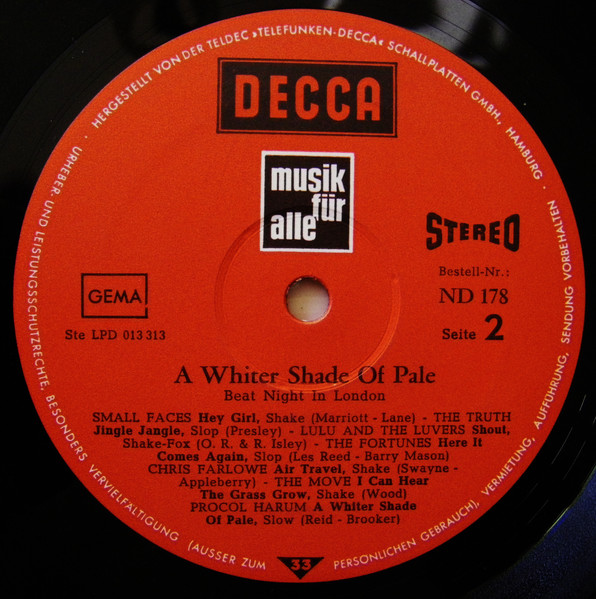 · HERGESTELLT VON DER TELDEC »TELEFUNKEN-DECCA« SCHALLPLATTEN GMBH., HAMBURG ·
DECCA
musik
für
alle
STEREO
GEMA
Bestell-Nr.:
ND 178
Ste LPD 013 313
Seite 2
A Whiter Shade Of Pale
Beat Night In London
SMALL FACES Hey Girl, Shake (Marriott - Lane) - THE TRUTH
Jingle Jangle, Slop (Presley) - LULU AND THE LUVERS Shout,
Shake-Fox (O. R. & R. Isley) - THE FORTUNES Here It
Comes Again, Slop (Les Reed - Barry Mason)
CHRIS FARLOWE Air Travel, Shake (Swayne -
Appleberry) - THE MOVE I Can Hear
The Grass Grow, Shake (Wood)
PROCOL HARUM A Whiter Shade
Of Pale, Slow (Reid - Brooker)
33
URHEBER- UND LEISTUNGSSCHUTZRECHTE, BESONDERS VERVIELFÄLTIGUNG (AUSSER ZUM PERSÖNLICHEN GEBRAUCH), VERMIETUNG, AUFFÜHRUNG, SENDUNG VORBEHALTEN